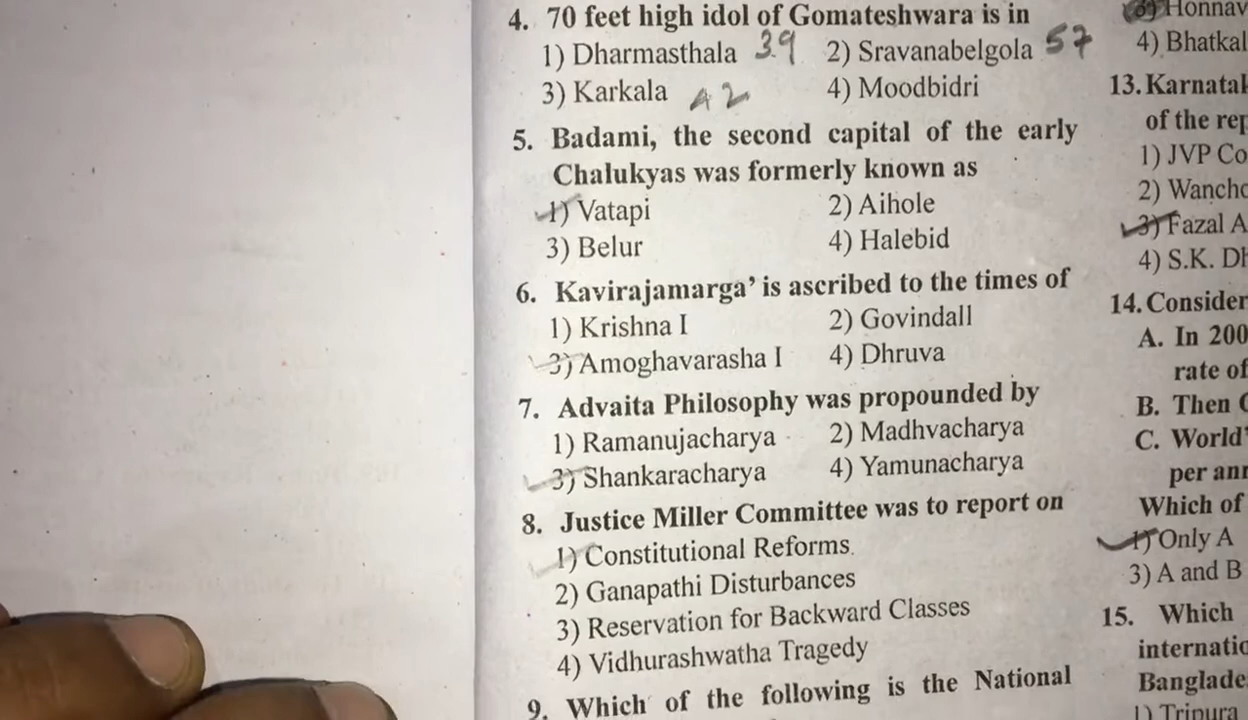 4. 70 feet high idol of Gomateshwara is in
1) Dharmasthala 39 2) Sravanabelgola 57
3) Karkala 42 4) Moodbidri
5. Badami, the second capital of the early
Chalukyas was formerly known as
1) Vatapi 2) Aihole
3) Belur 4) Halebid
6. Kavirajamarga' is ascribed to the times of
1) Krishna I 2) Govindall
3) Amoghavarasha I 4) Dhruva
7. Advaita Philosophy was propounded by
1) Ramanujacharya 2) Madhvacharya
3) Shankaracharya 4) Yamunacharya
8. Justice Miller Committee was to report on
1) Constitutional Reforms.
2) Ganapathi Disturbances
3) Reservation for Backward Classes
4) Vidhurashwatha Tragedy
9. Which of the following is the National
3) Honnav
4) Bhatkal
13. Karnatak
of the rep
1) JVP Co
2) Wancho
3) Fazal A
4) S.K. Dh
14. Consider
A. In 200
rate of
B. Then
C. World'
per ann
Which of
1) Only A
3) A and B
15. Which
internatio
Banglade
1) Tripura